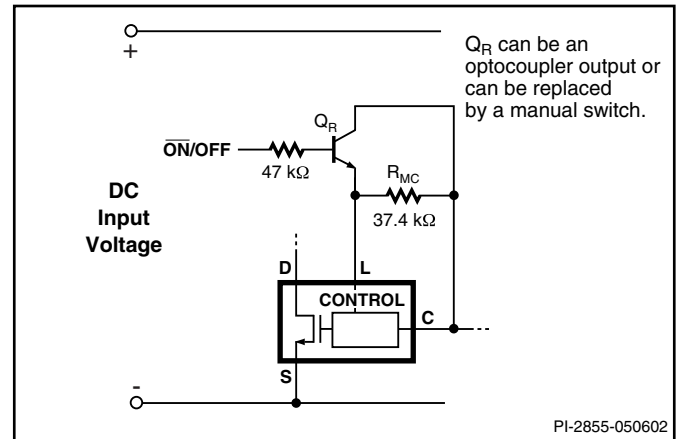 +
Q_R can be an
optocoupler output or
can be replaced
by a manual switch.
Q_R
O̅N̅/OFF
47 kΩ
R_MC
37.4 kΩ
DC
Input
Voltage
D
L
CONTROL
C
S
-
PI-2855-050602